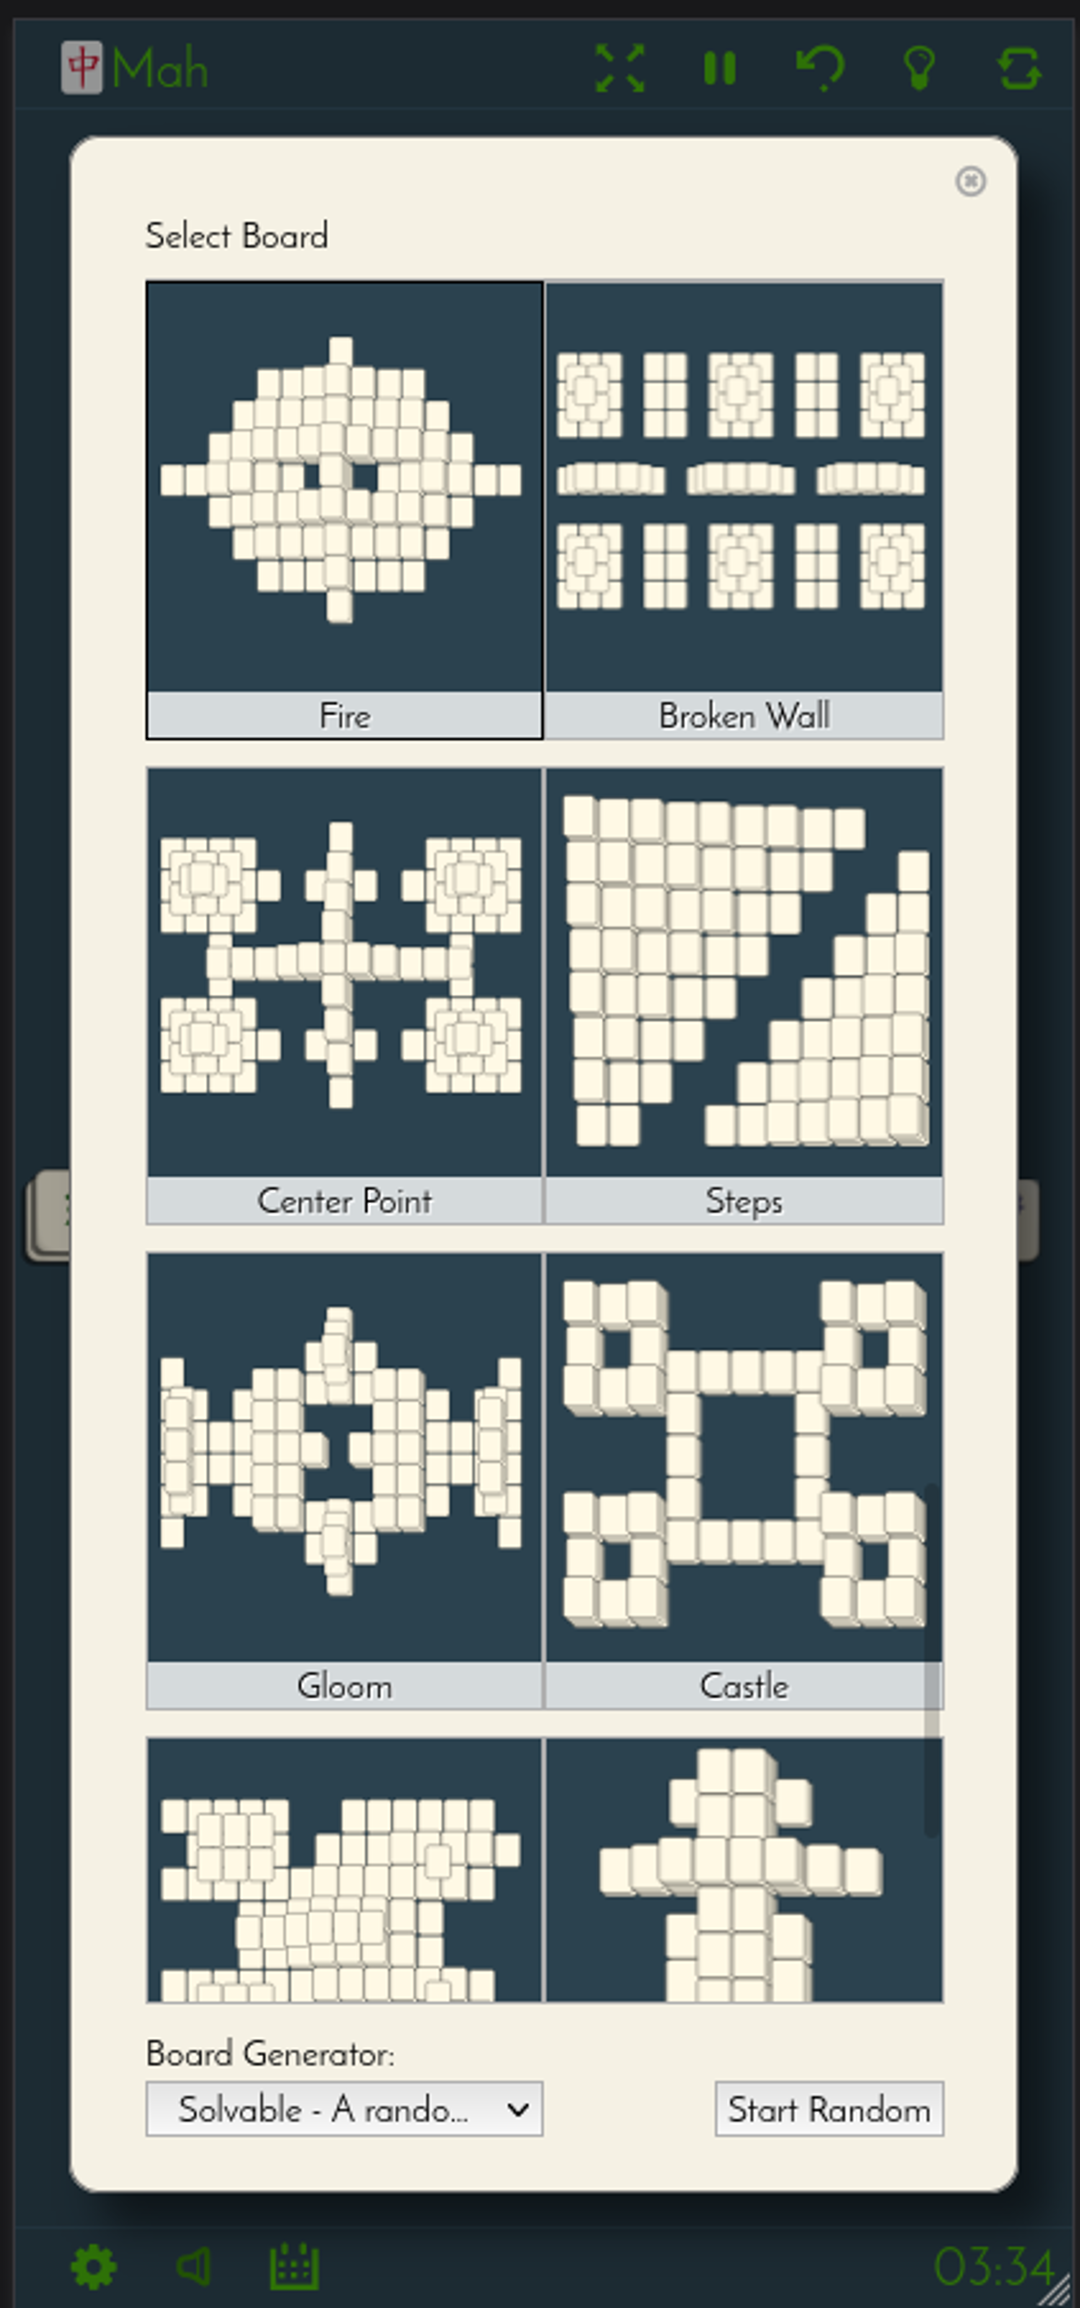 中 Mah
Select Board
Fire
Broken Wall
Center Point
Steps
Gloom
Castle
Board Generator:
Solvable - A rando...
Start Random
03:34